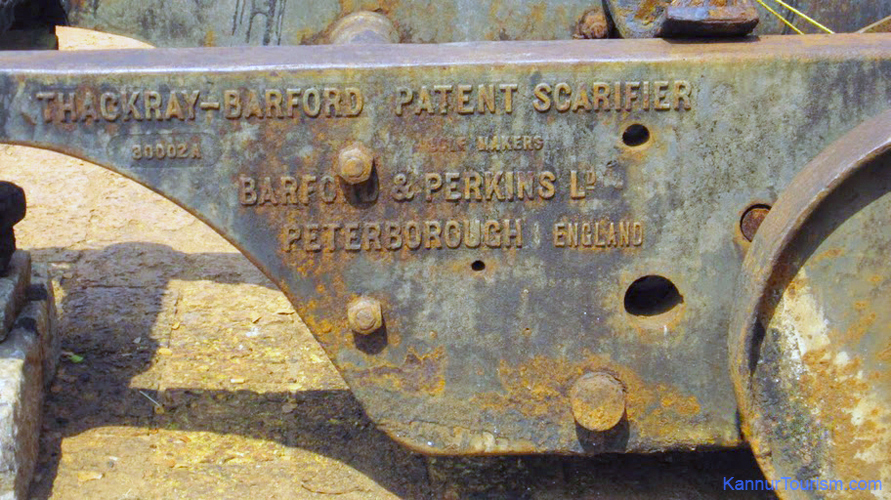 THACKRAY-BARFORD PATENT SCARIFIER
30002A
SOLE MAKERS
BARFORD & PERKINS LD
PETERBOROUGH ENGLAND
KannurTourism.com